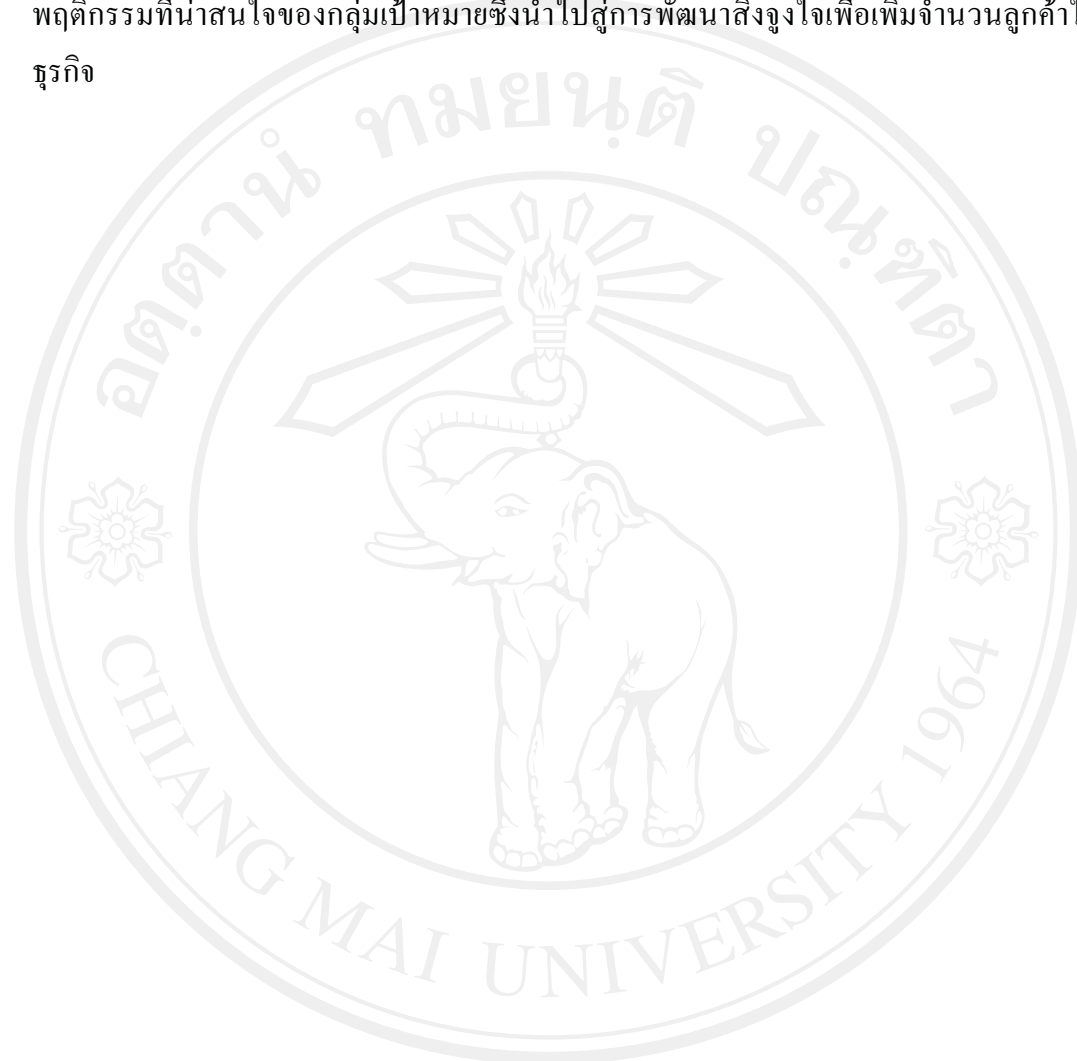 พฤติกรรมที่น่าสนใจของกลุ่มเป้าหมายซึ่งนำไปสู่การพัฒนาสิ่งจูงใจเพื่อเพิ่มจำนวนลูกค้า
ธุรกิจ
อตฺตานํ ทมยนฺติ ปณฺฑิตา
CHIANG MAI UNIVERSITY 1964